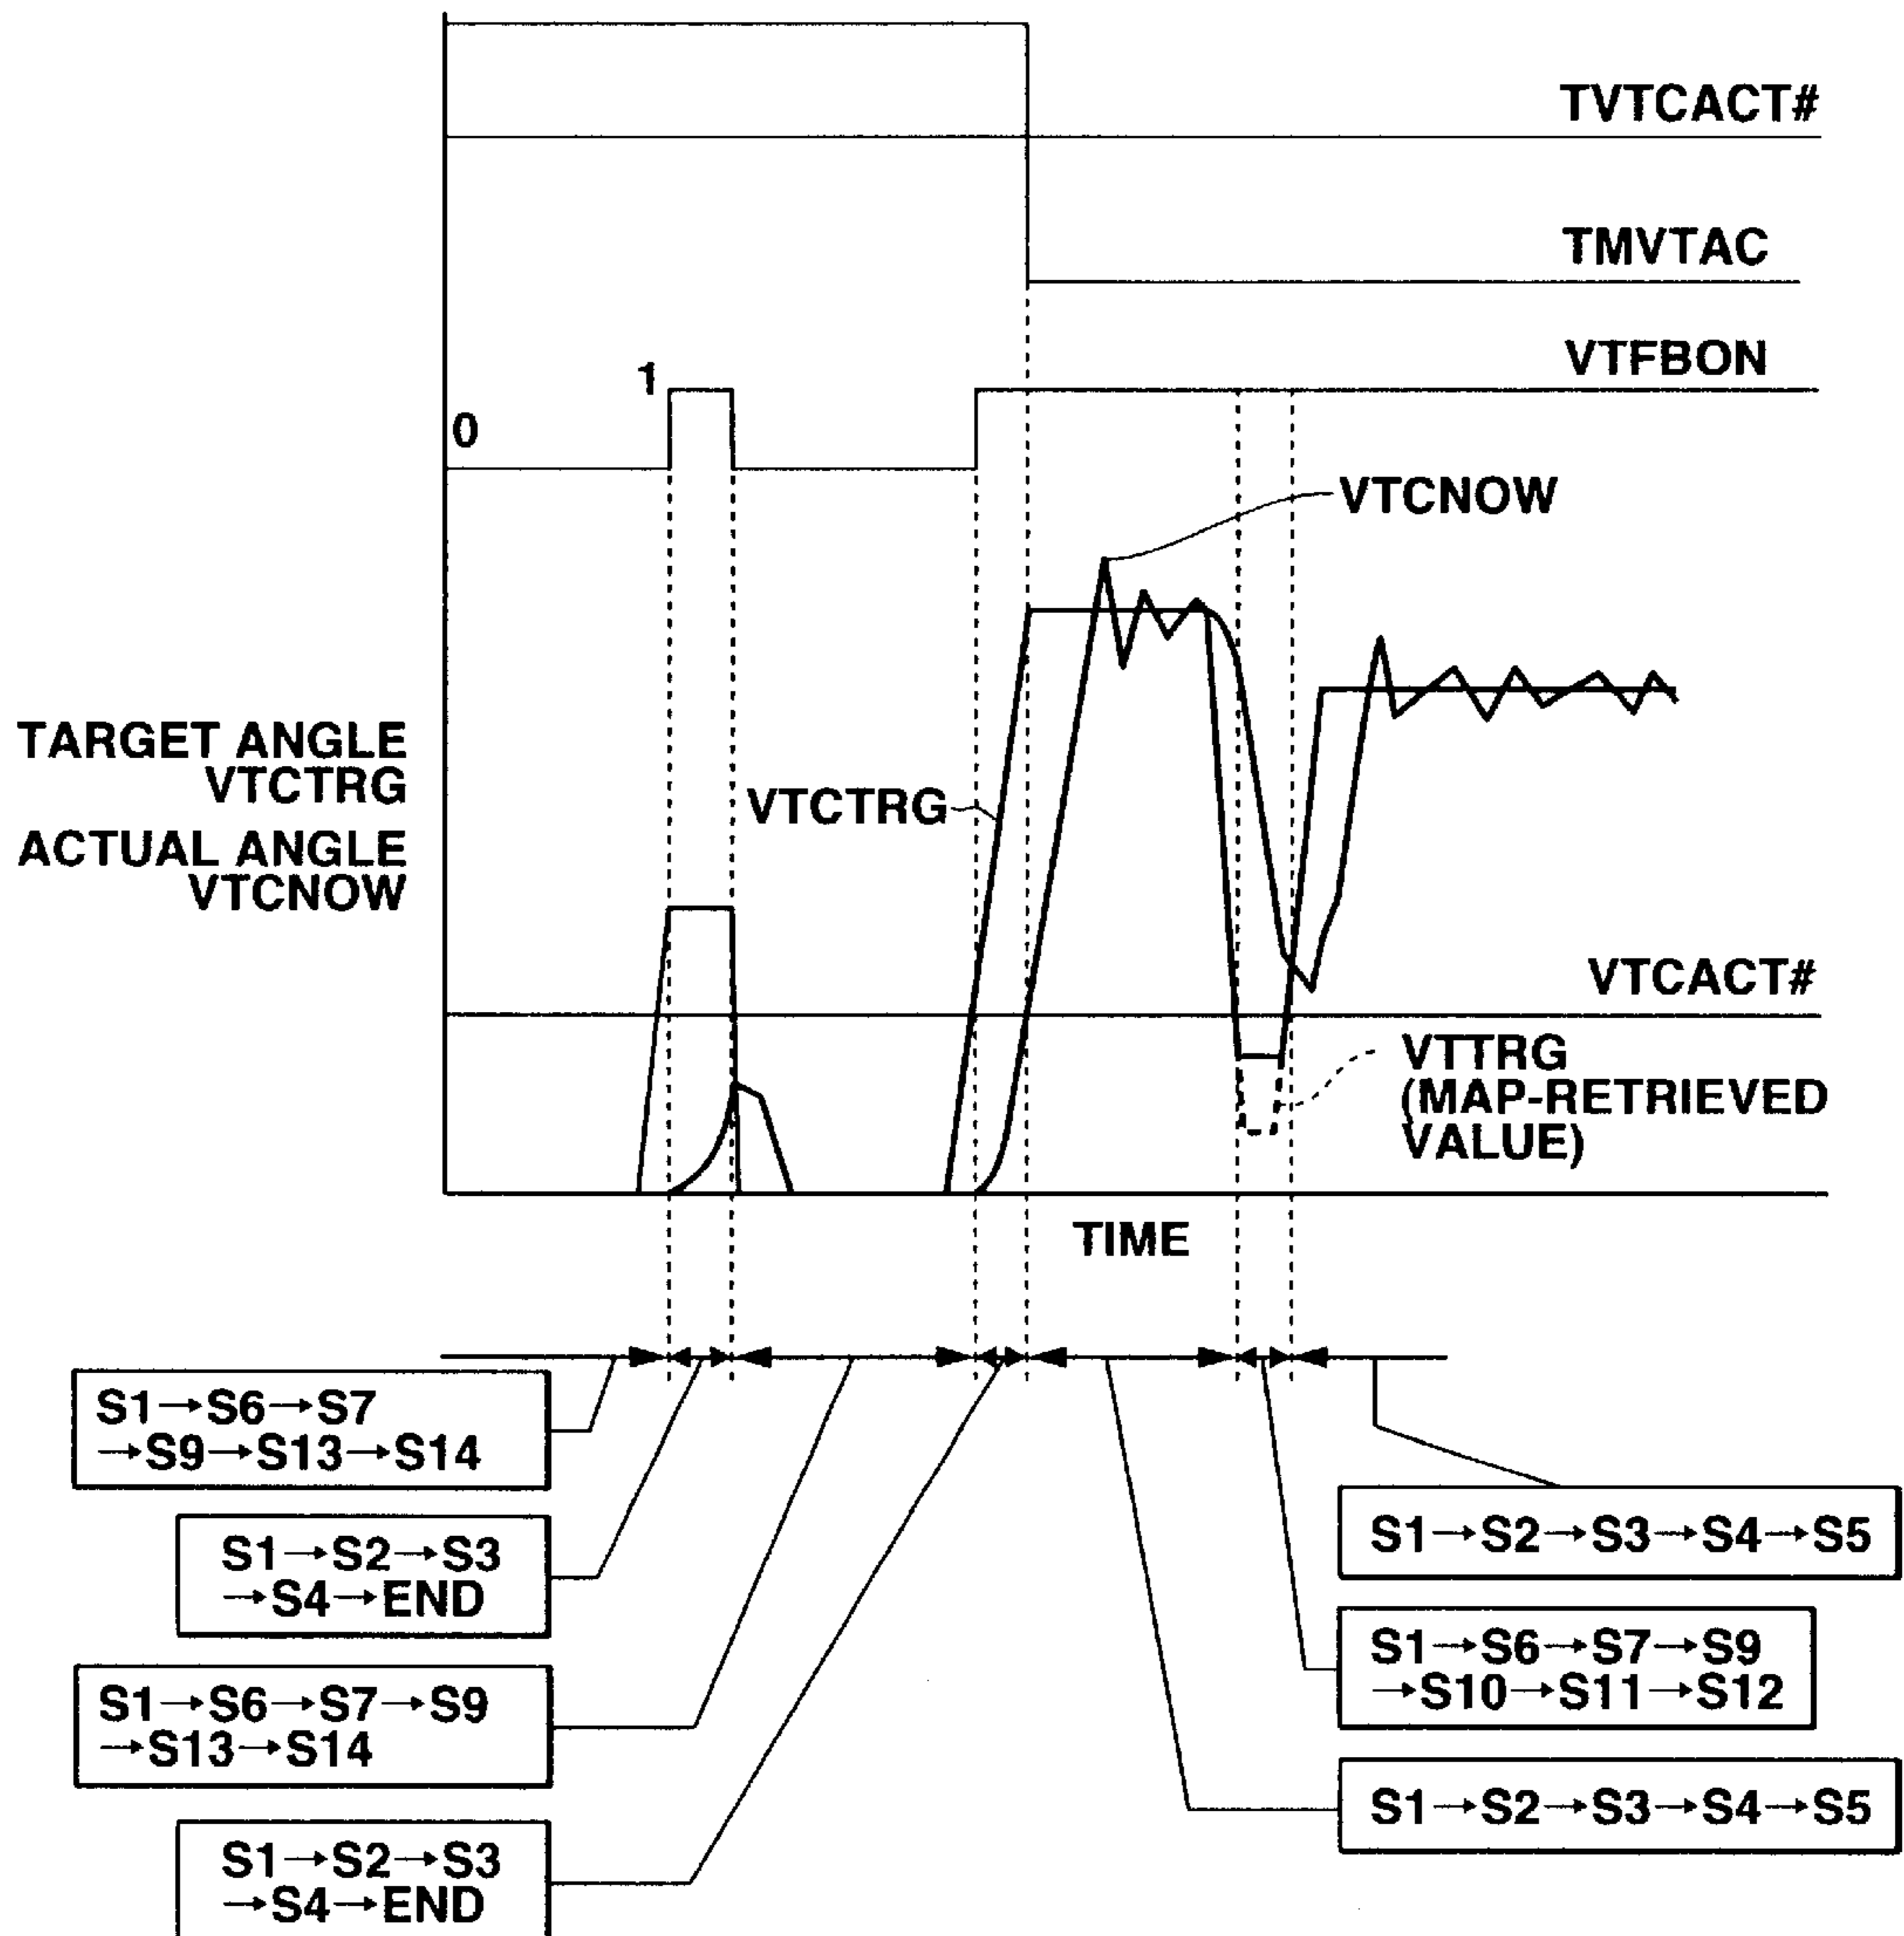 TVTCACT#
TMVTAC
VTFBON
1
0
VTCNOW
TARGET ANGLE
VTCTRG
ACTUAL ANGLE
VTCNOW
VTCTRG
VTCACT#
VTTRG
(MAP-RETRIEVED
VALUE)
TIME
S1→S6→S7
→S9→S13→S14
S1→S2→S3
→S4→END
S1→S6→S7→S9
→S13→S14
S1→S2→S3
→S4→END
S1→S2→S3→S4→S5
S1→S6→S7→S9
→S10→S11→S12
S1→S2→S3→S4→S5